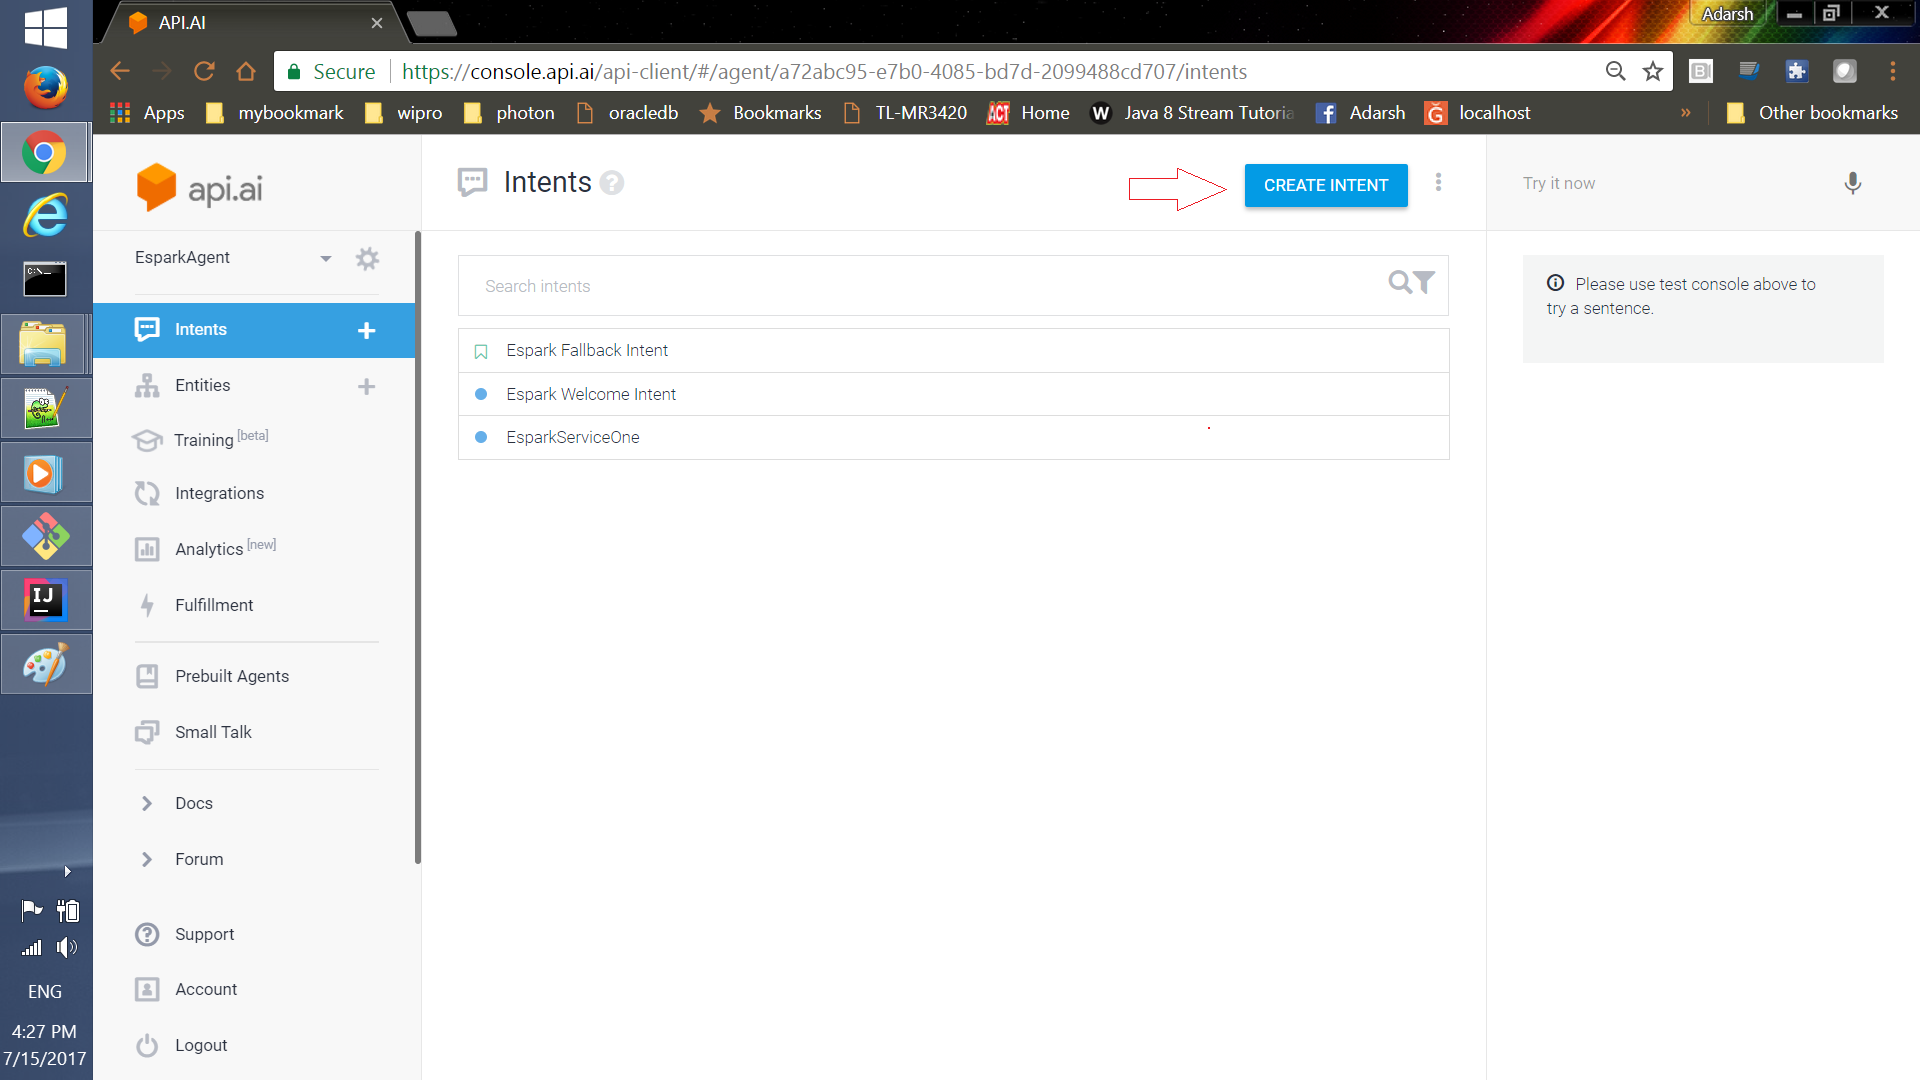 API.AI
Adarsh
Secure https://console.api.ai/api-client/#/agent/a72abc95-e7b0-4085-bd7d-2099488cd707/intents
Apps mybookmark wipro photon oracledb Bookmarks TL-MR3420 ACT Home W Java 8 Stream Tutoria Adarsh localhost » Other bookmarks
api.ai
Intents
CREATE INTENT
Try it now
EsparkAgent
Search intents
Please use test console above to
try a sentence.
Intents
Espark Fallback Intent
Entities
Espark Welcome Intent
Training [beta]
EsparkServiceOne
Integrations
Analytics [new]
Fulfillment
IJ
Prebuilt Agents
Small Talk
Docs
Forum
Support
Account
Logout
ENG
4:27 PM
7/15/2017